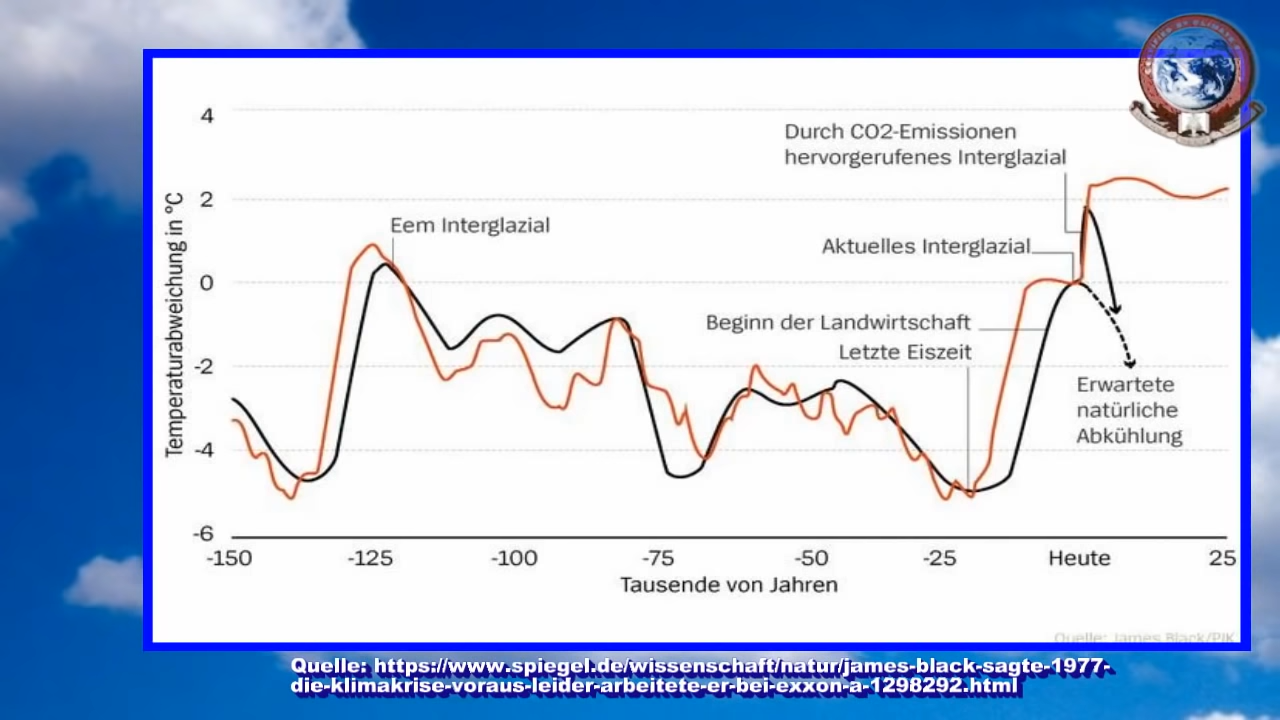 4
Durch CO2-Emissionen
hervorgerufenes Interglazial
2
Eem Interglazial
Aktuelles Interglazial
0
Beginn der Landwirtschaft
Letzte Eiszeit
-2
Erwartete
natürliche
Abkühlung
-4
-6
Temperaturabweichung in °C
-150 -125 -100 -75 -50 -25 Heute 25
Tausende von Jahren
Quelle: James Black/PIK
Quelle: https://www.spiegel.de/wissenschaft/natur/james-black-sagte-1977-
die-klimakrise-voraus-leider-arbeitete-er-bei-exxon-a-1298292.html